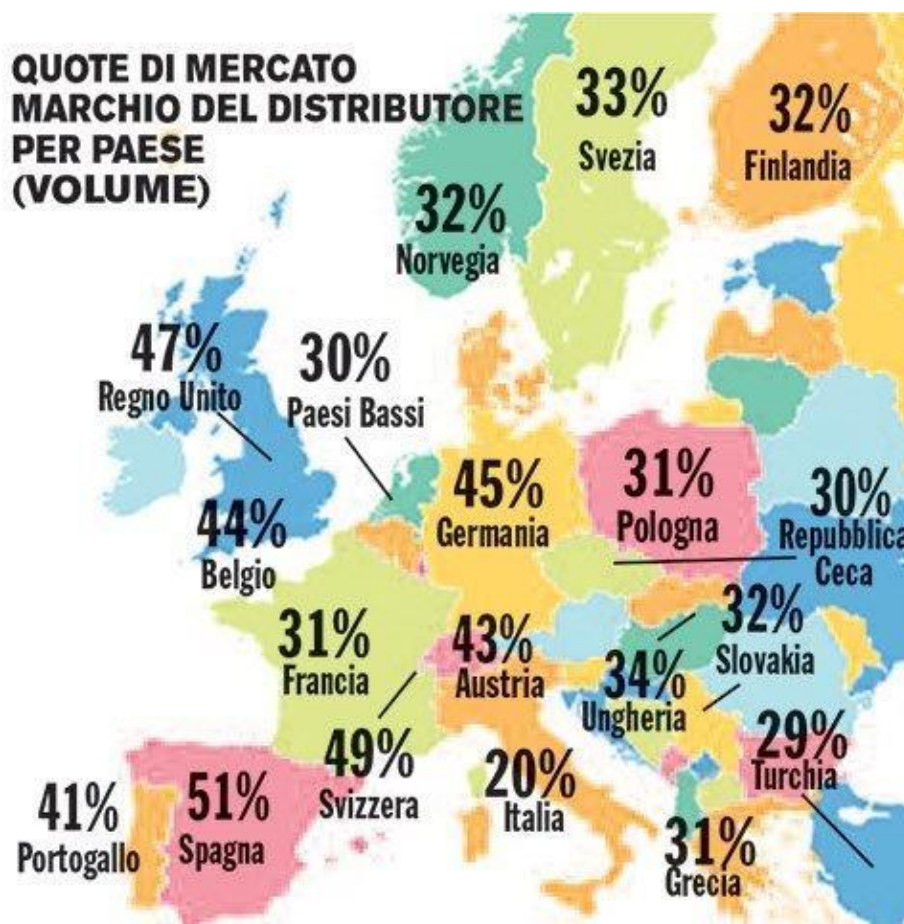 QUOTE DI MERCATO
MARCHIO DEL DISTRIBUTORE
PER PAESE
(VOLUME)
33%
Svezia
32%
Finlandia
32%
Norvegia
47%
Regno Unito
30%
Paesi Bassi
45%
Germania
31%
Pologna
30%
Repubblica
Ceca
44%
Belgio
31%
Francia
43%
Austria
32%
Slovakia
34%
Ungheria
49%
Svizzera
20%
Italia
29%
Turchia
41%
Portogallo
51%
Spagna
31%
Grecia